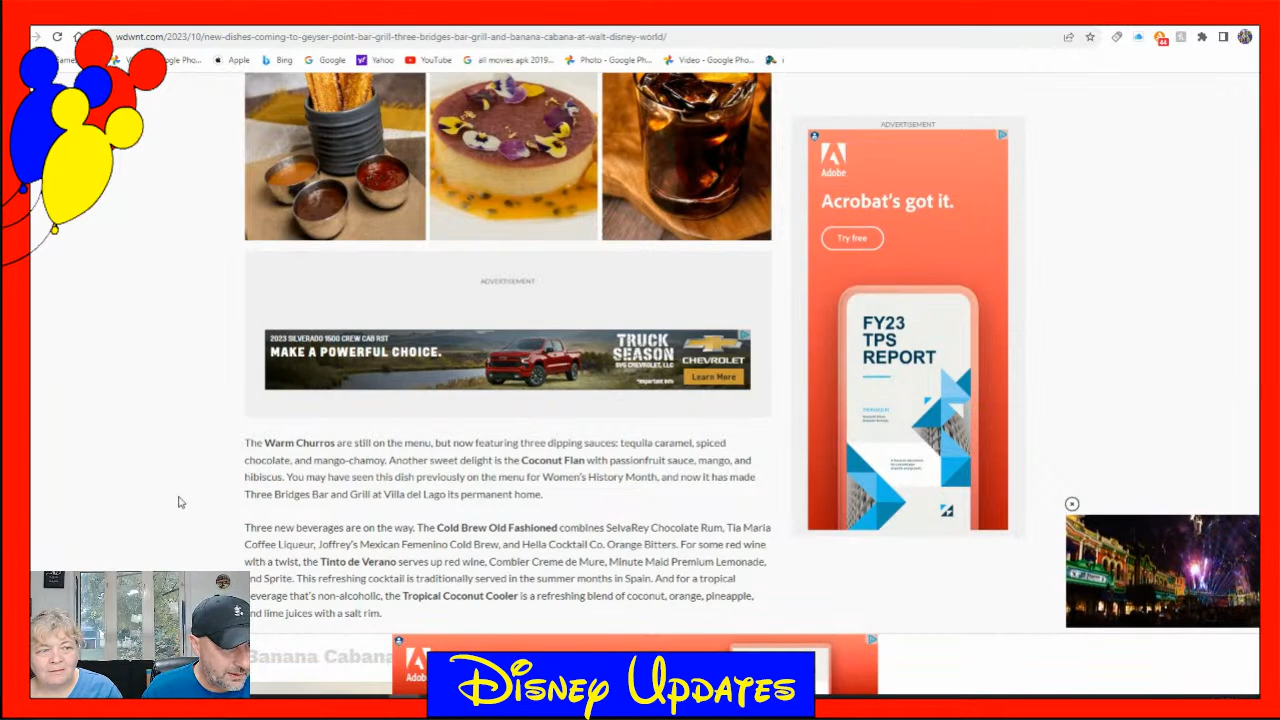 wdwnt.com/2023/10/new-dishes-coming-to-geyser-point-bar-grill-three-bridges-bar-grill-and-banana-cabana-at-walt-disney-world/
44
Apple
Bing
Google
Yahoo
YouTube
all movies apk 2019...
Photo - Google Ph...
Video - Google Pho...
ADVERTISEMENT
Adobe
Acrobat's got it.
Try free
FY23
TPS
REPORT
ADVERTISEMENT
2023 SILVERADO 1500 CREW CAB RST
MAKE A POWERFUL CHOICE.
TRUCK
SEASON
SVG CHEVROLET, LLC
*Important Info
CHEVROLET
Learn More
The Warm Churros are still on the menu, but now featuring three dipping sauces: tequila caramel, spiced
chocolate, and mango-chamoy. Another sweet delight is the Coconut Flan with passionfruit sauce, mango, and
hibiscus. You may have seen this dish previously on the menu for Women's History Month, and now it has made
Three Bridges Bar and Grill at Villa del Lago its permanent home.
Three new beverages are on the way. The Cold Brew Old Fashioned combines SelvaRey Chocolate Rum, Tia Maria
Coffee Liqueur, Joffrey's Mexican Femenino Cold Brew, and Hella Cocktail Co. Orange Bitters. For some red wine
with a twist, the Tinto de Verano serves up red wine, Combier Creme de Mure, Minute Maid Premium Lemonade,
and Sprite. This refreshing cocktail is traditionally served in the summer months in Spain. And for a tropical
beverage that's non-alcoholic, the Tropical Coconut Cooler is a refreshing blend of coconut, orange, pineapple,
and lime juices with a salt rim.
Banana Cabana
Adobe
DISNEY UPDATES